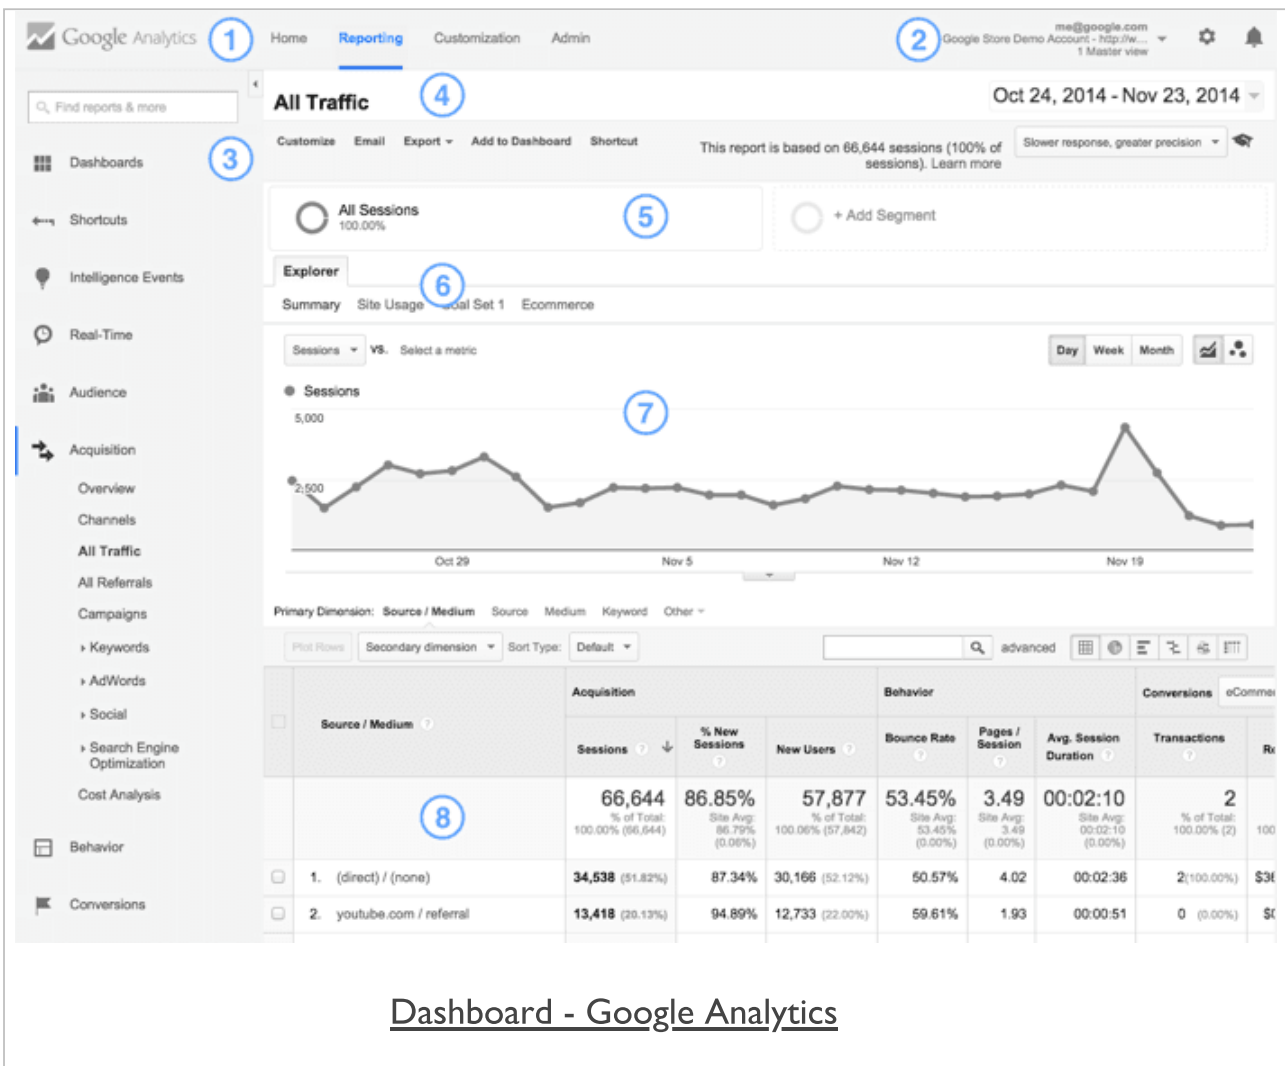 Google Analytics
1
Home Reporting Customization Admin
2
me@google.com
Google Store Demo Account - http://w...
1 Master view
Find reports & more
All Traffic
4
Oct 24, 2014 - Nov 23, 2014
Customize Email Export Add to Dashboard Shortcut
This report is based on 66,644 sessions (100% of
sessions). Learn more
Slower response, greater precision
3
Dashboards
Shortcuts
Intelligence Events
Real-Time
Audience
Acquisition
Overview
Channels
All Traffic
All Referrals
Campaigns
Keywords
AdWords
Social
Search Engine
Optimization
Cost Analysis
Behavior
Conversions
All Sessions
100.00%
5
+ Add Segment
Explorer
6
Summary Site Usage Goal Set 1 Ecommerce
Sessions VS. Select a metric
Day Week Month
Sessions
7
5,000
2,500
Oct 29 Nov 5 Nov 12 Nov 19
Primary Dimension: Source / Medium Source Medium Keyword Other
Plot Rows Secondary dimension Sort Type: Default advanced
Acquisition Behavior Conversions
Source / Medium ?
Sessions ?
% New
Sessions
?
New Users ?
Bounce Rate
?
Pages /
Session
?
Avg. Session
Duration ?
Transactions
?
8
66,644
% of Total:
100.00% (66,644)
86.85%
Site Avg:
86.79%
(0.06%)
57,877
% of Total:
100.06% (57,842)
53.45%
Site Avg:
53.45%
(0.00%)
3.49
Site Avg:
3.49
(0.00%)
00:02:10
Site Avg:
00:02:10
(0.00%)
2
% of Total:
100.00% (2)
1. (direct) / (none) 34,538 (51.82%) 87.34% 30,166 (52.12%) 50.57% 4.02 00:02:36 2(100.00%)
2. youtube.com / referral 13,418 (20.13%) 94.89% 12,733 (22.00%) 59.61% 1.93 00:00:51 0 (0.00%)
Dashboard - Google Analytics